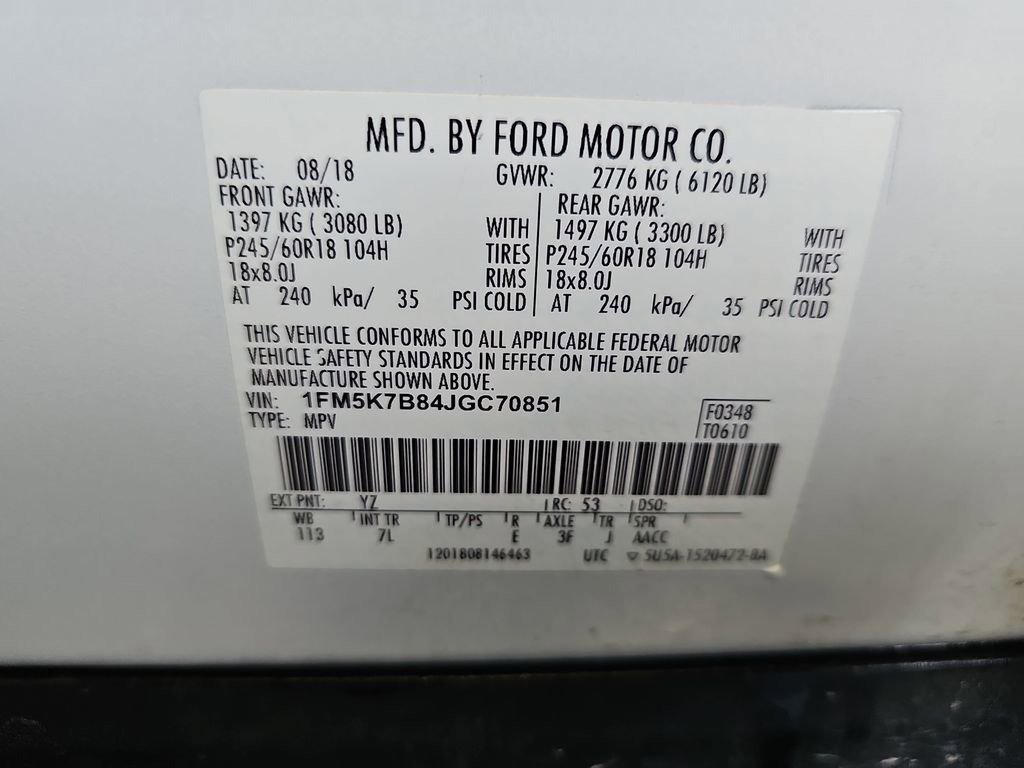 MFD. BY FORD MOTOR CO.
DATE: 08/18 GVWR: 2776 KG ( 6120 LB)
FRONT GAWR: REAR GAWR:
1397 KG ( 3080 LB) WITH 1497 KG ( 3300 LB) WITH
P245/60R18 104H TIRES P245/60R18 104H TIRES
18x8.0J RIMS 18x8.0J RIMS
AT 240 kPa/ 35 PSI COLD AT 240 kPa/ 35 PSI COLD
THIS VEHICLE CONFORMS TO ALL APPLICABLE FEDERAL MOTOR
VEHICLE SAFETY STANDARDS IN EFFECT ON THE DATE OF
MANUFACTURE SHOWN ABOVE.
VIN: 1FM5K7B84JGC70851 F0348
TYPE: MPV T0610
EXT PNT: YZ RC: 53 DSO:
WB INT TR TP/PS R AXLE TR SPR
113 7L E 3F J AACC
1201808146463 UTC ▽ 5U5A-1520472-BA